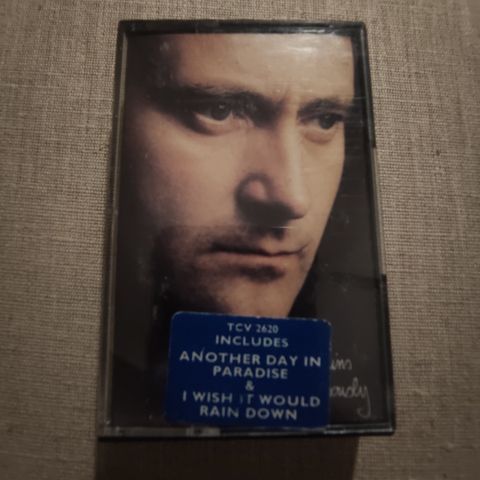 TCV 2620
INCLUDES
ANOTHER DAY IN
PARADISE
&
I WISH IT WOULD
RAIN DOWN